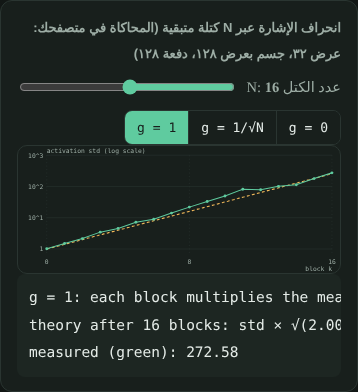 انحراف الإشارة عبر N كتلة متبقية (المحاكاة في متصفحك:
عرض ٣٢، جسم بعرض ١٢٨، دفعة ١٢٨)
عدد الكتل N: 16
g = 1
g = 1/√N
g = 0
activation std (log scale)
10^3
10^2
10^1
1
0
8
16
block k
g = 1: each block multiplies the mea
theory after 16 blocks: std × √(2.00
measured (green): 272.58